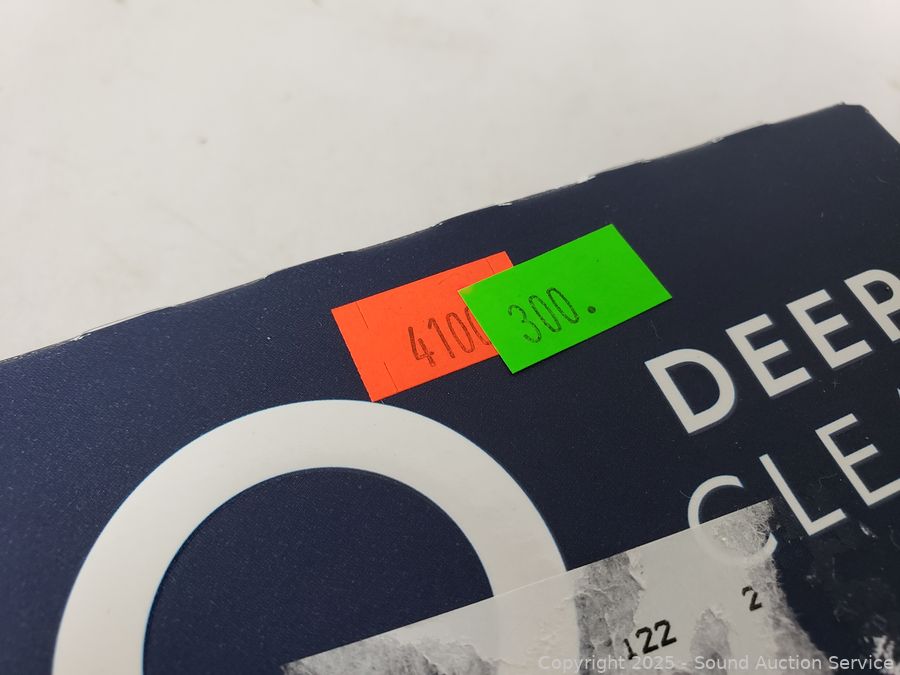 4100
300.
DEEP
CLE
122 2
Copyright 2025 - Sound Auction Service